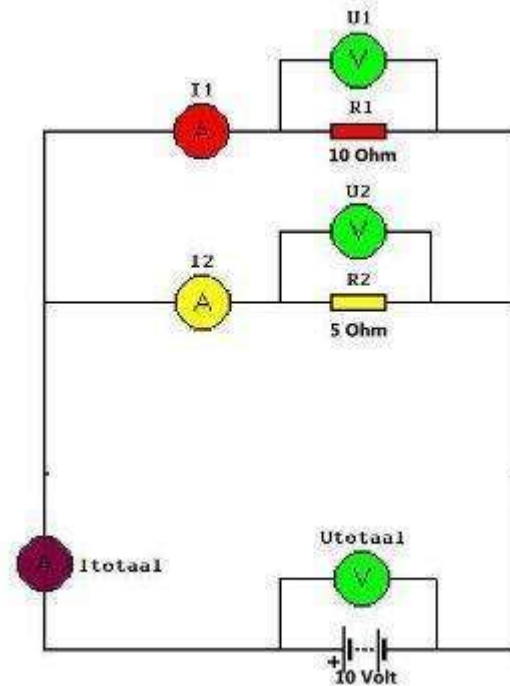 U1
V
I1
A
R1
10 Ohm
U2
V
I2
A
R2
5 Ohm
Utotaal
A
Itotaal
V
+
10 Volt